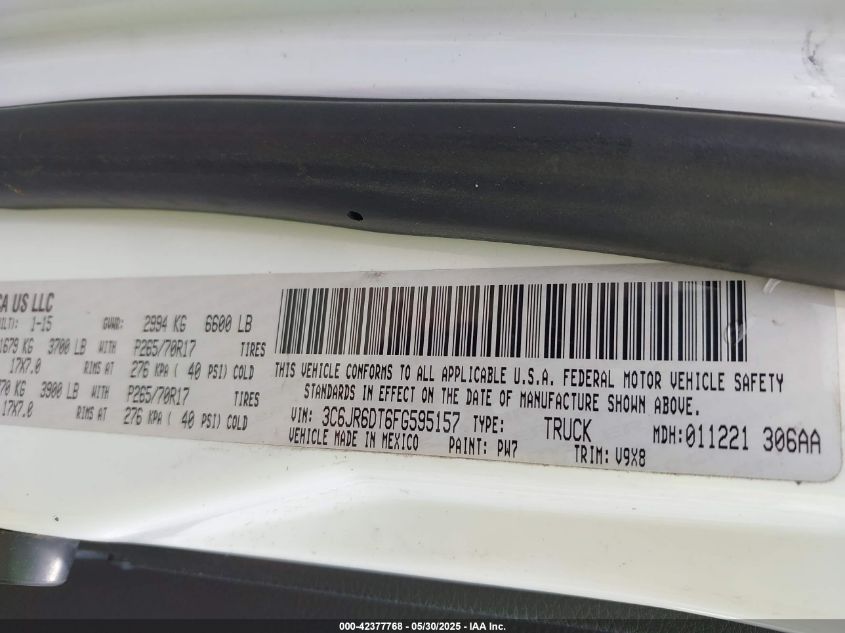 CA US LLC
1-15 GVWR: 2994 KG 6600 LB
1679 KG 3700 LB WITH P265/70R17 TIRES
17X7.0 RIMS AT 276 KPA ( 40 PSI) COLD
70 KG 3900 LB WITH P265/70R17 TIRES
17X7.0 RIMS AT 276 KPA ( 40 PSI) COLD
THIS VEHICLE CONFORMS TO ALL APPLICABLE U.S.A. FEDERAL MOTOR VEHICLE SAFETY
STANDARDS IN EFFECT ON THE DATE OF MANUFACTURE SHOWN ABOVE.
VIN: 3C6JR6DT6FG595157 TYPE: TRUCK MDH:011221 306AA
VEHICLE MADE IN MEXICO PAINT: PW7 TRIM: V9X8
000-42377768 - 05/30/2025 - IAA Inc.